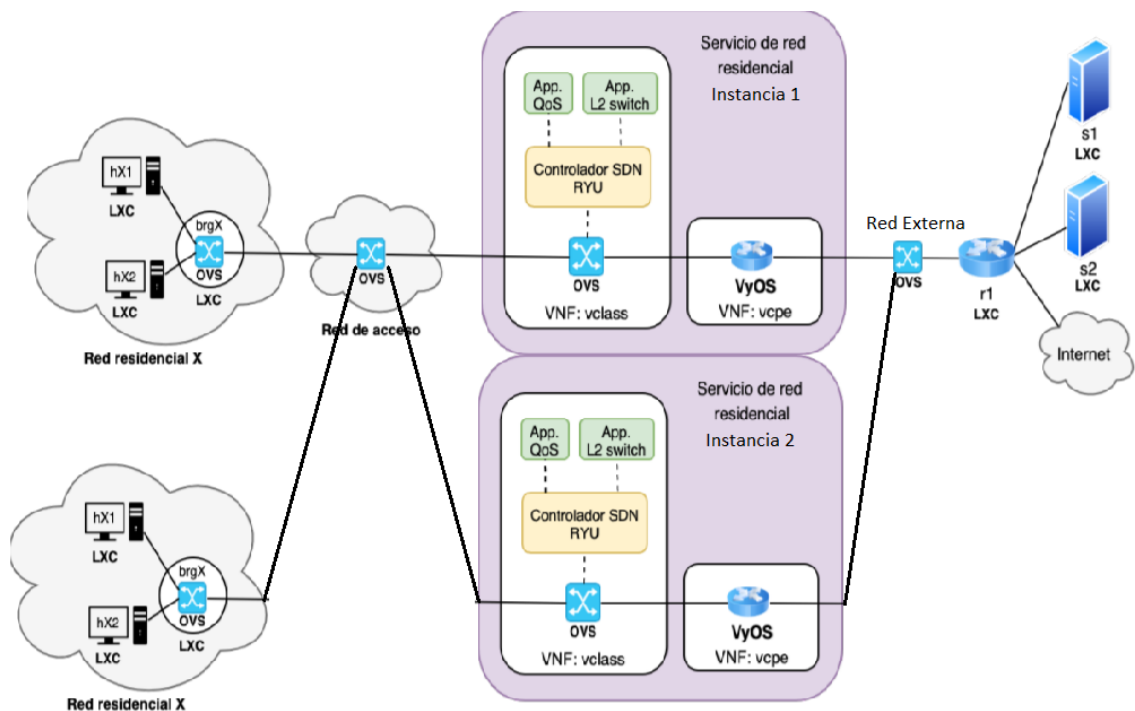 hX1
LXC
hX2
LXC
brgX
OVS
LXC
Red residencial X
OVS
Red de acceso
Servicio de red
residencial
Instancia 1
App.
QoS
App.
L2 switch
Controlador SDN
RYU
OVS
VNF: vclass
VyOS
VNF: vcpe
Red Externa
OVS
r1
LXC
s1
LXC
s2
LXC
Internet
hX1
LXC
hX2
LXC
brgX
OVS
LXC
Red residencial X
Servicio de red
residencial
Instancia 2
App.
QoS
App.
L2 switch
Controlador SDN
RYU
OVS
VNF: vclass
VyOS
VNF: vcpe